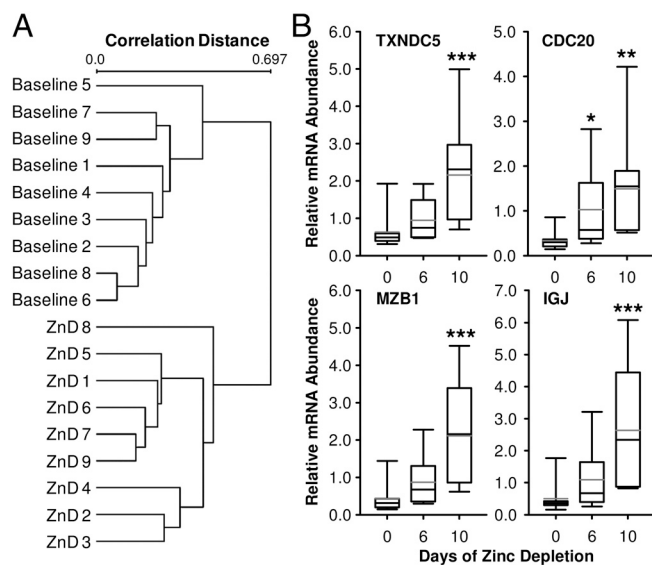 A
Correlation Distance
0.0 0.697
Baseline 5
Baseline 7
Baseline 9
Baseline 1
Baseline 4
Baseline 3
Baseline 2
Baseline 8
Baseline 6
ZnD 8
ZnD 5
ZnD 1
ZnD 6
ZnD 7
ZnD 9
ZnD 4
ZnD 2
ZnD 3
B
Relative mRNA Abundance
6.0
5.0
4.0
3.0
2.0
1.0
0.0
TXNDC5
***
0 6 10
5.0
4.0
3.0
2.0
1.0
0.0
CDC20
*
**
0 6 10
Relative mRNA Abundance
6.0
5.0
4.0
3.0
2.0
1.0
0.0
MZB1
***
0 6 10
7.0
6.0
5.0
4.0
3.0
2.0
1.0
0.0
IGJ
***
0 6 10
Days of Zinc Depletion